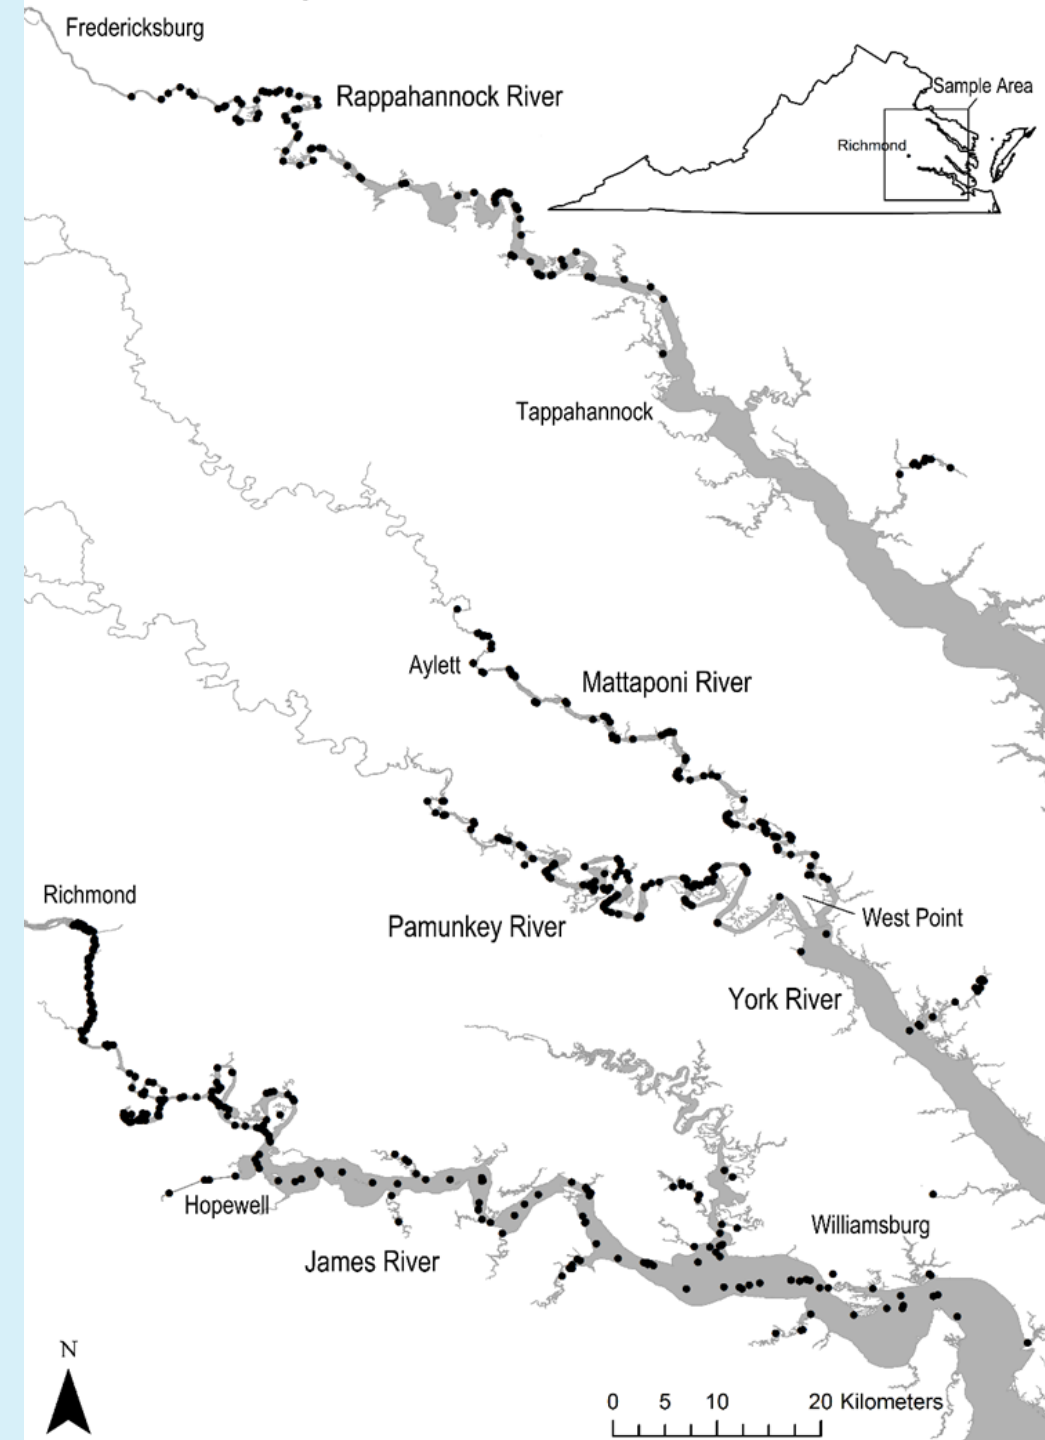 Fredericksburg
Rappahannock River
Sample Area
Richmond
Tappahannock
Aylett
Mattaponi River
Richmond
Pamunkey River
West Point
York River
Hopewell
Williamsburg
James River
N
0 5 10 20 Kilometers